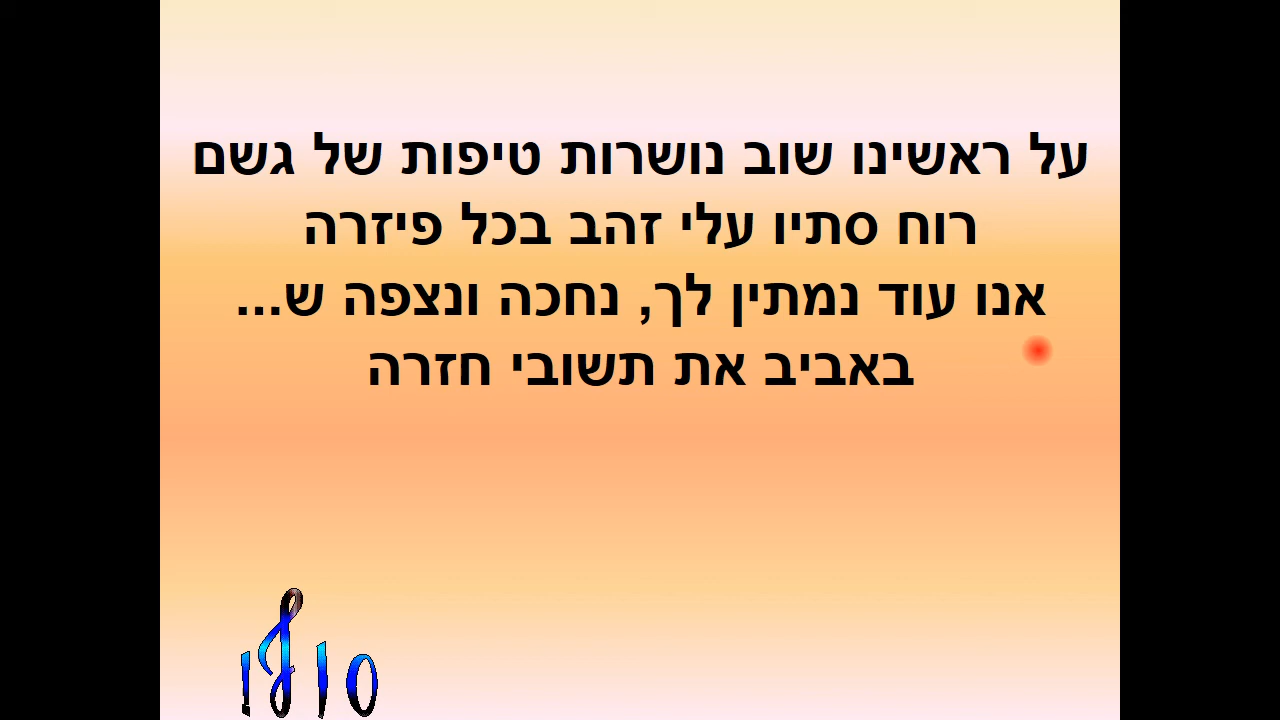 על ראשינו שוב נושרות טיפות של גשם
רוח סתיו עלי זהב בכל פיזרה
אנו עוד נמתין לך, נחכה ונצפה ש...
באביב את תשובי חזרה
סוף!